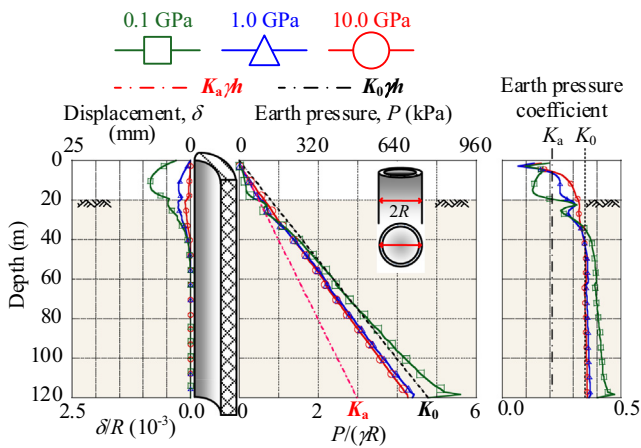 0.1 GPa 1.0 GPa 10.0 GPa
Kₐγh K₀γh
Displacement, δ (mm)
Earth pressure, P (kPa)
Earth pressure coefficient
25 0 0 320 640 960
Kₐ K₀
0
20
40
60
80
100
120
Depth (m)
2R
Kₐ K₀
2.5 0.0 0 2 4 6 0.0 0.5
δ/R (10⁻³) P/(γR)